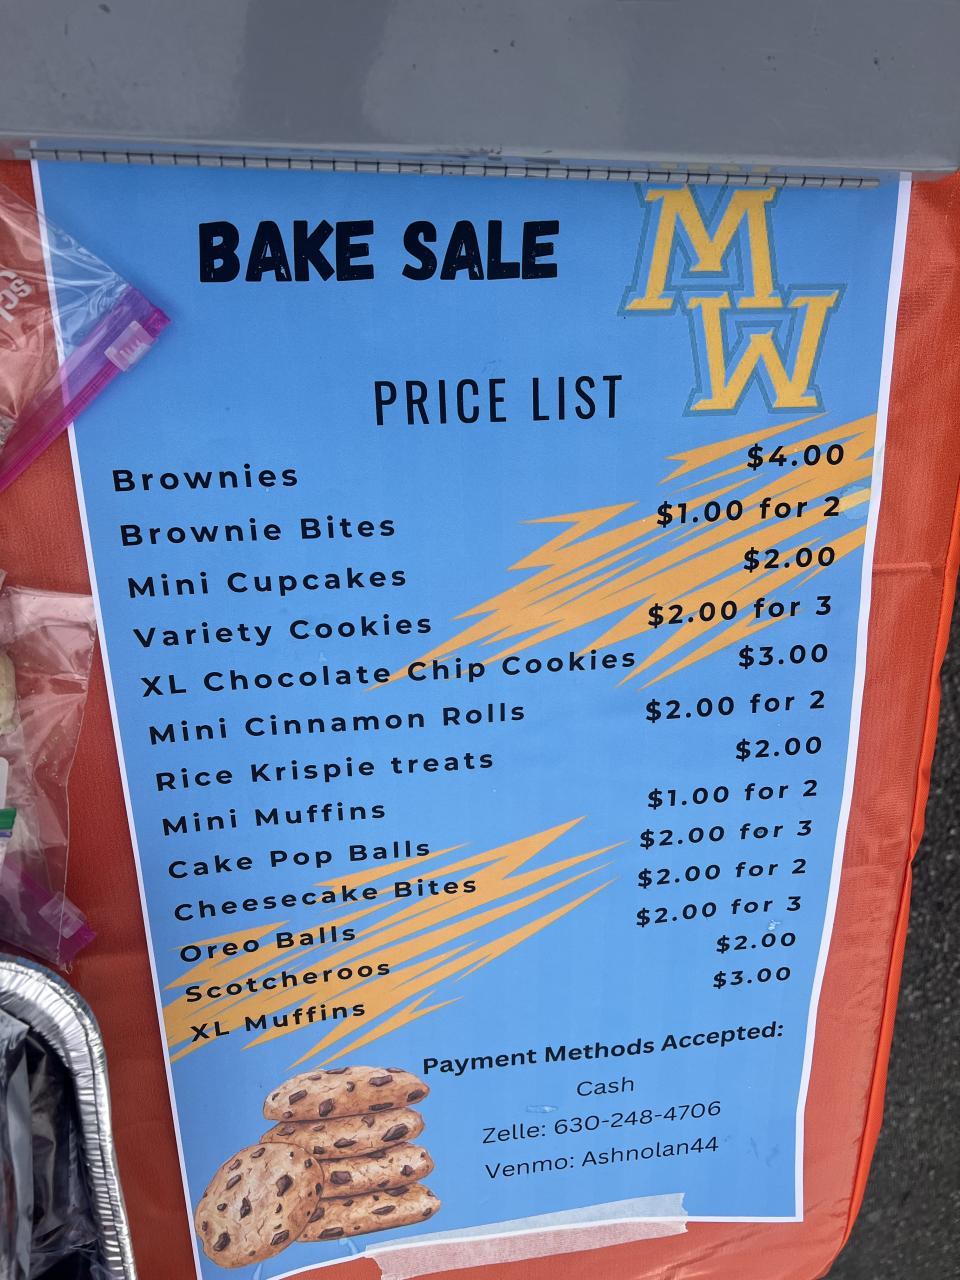 BAKE SALE
M
W
PRICE LIST
Brownies $4.00
Brownie Bites $1.00 for 2
Mini Cupcakes $2.00
Variety Cookies $2.00 for 3
XL Chocolate Chip Cookies $3.00
Mini Cinnamon Rolls $2.00 for 2
Rice Krispie treats $2.00
Mini Muffins $1.00 for 2
Cake Pop Balls $2.00 for 3
Cheesecake Bites $2.00 for 2
Oreo Balls $2.00 for 3
Scotcheroos $2.00
XL Muffins $3.00
Payment Methods Accepted:
Cash
Zelle: 630-248-4706
Venmo: Ashnolan44